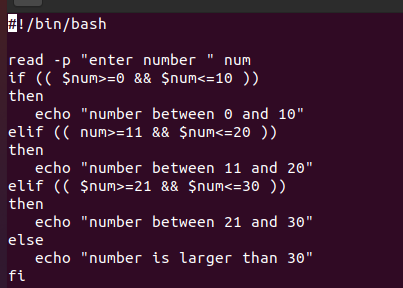 #!/bin/bash

read -p "enter number " num
if (( $num>=0 && $num<=10 ))
then
   echo "number between 0 and 10"
elif (( num>=11 && $num<=20 ))
then
   echo "number between 11 and 20"
elif (( $num>=21 && $num<=30 ))
then
   echo "number between 21 and 30"
else
   echo "number is larger than 30"
fi